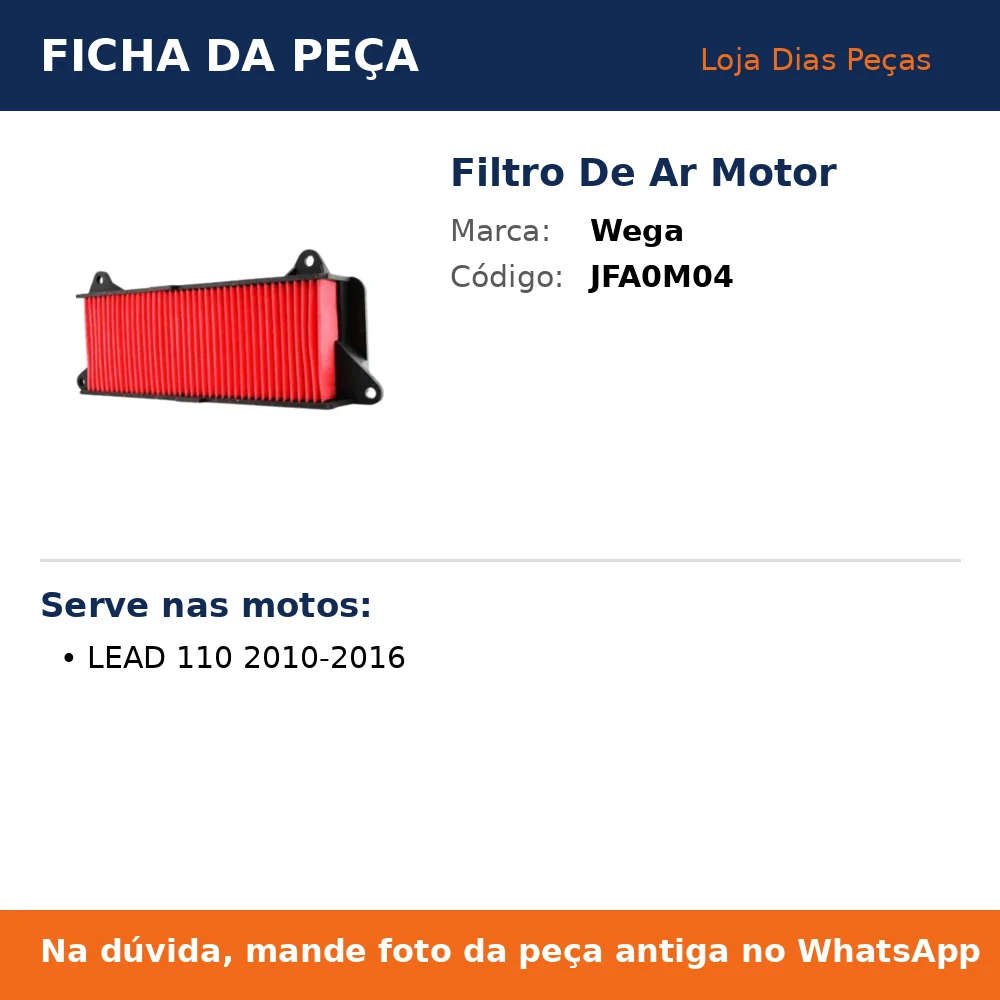 FICHA DA PEÇA
Loja Dias Peças
Filtro De Ar Motor
Marca: Wega
Código: JFA0M04
Serve nas motos:
• LEAD 110 2010-2016
Na dúvida, mande foto da peça antiga no WhatsApp